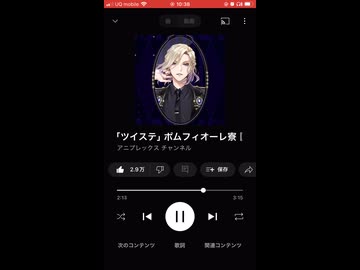 UQ mobile
10:38
曲 動画
「ツイステ」ポムフィオーレ寮 [
アニプレックス チャンネル
2.9万
保存
2:13
3:15
次のコンテンツ 歌詞 関連コンテンツ